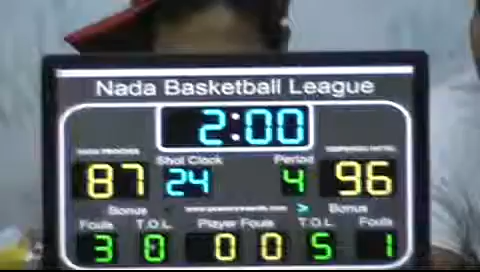 Nada Basketball League
2:00
Shot Clock Period
87 24 4 96
Bonus > Bonus
Fouls T.O.L. Player Fouls T.O.L. Fouls
3 0 0 0 5 1